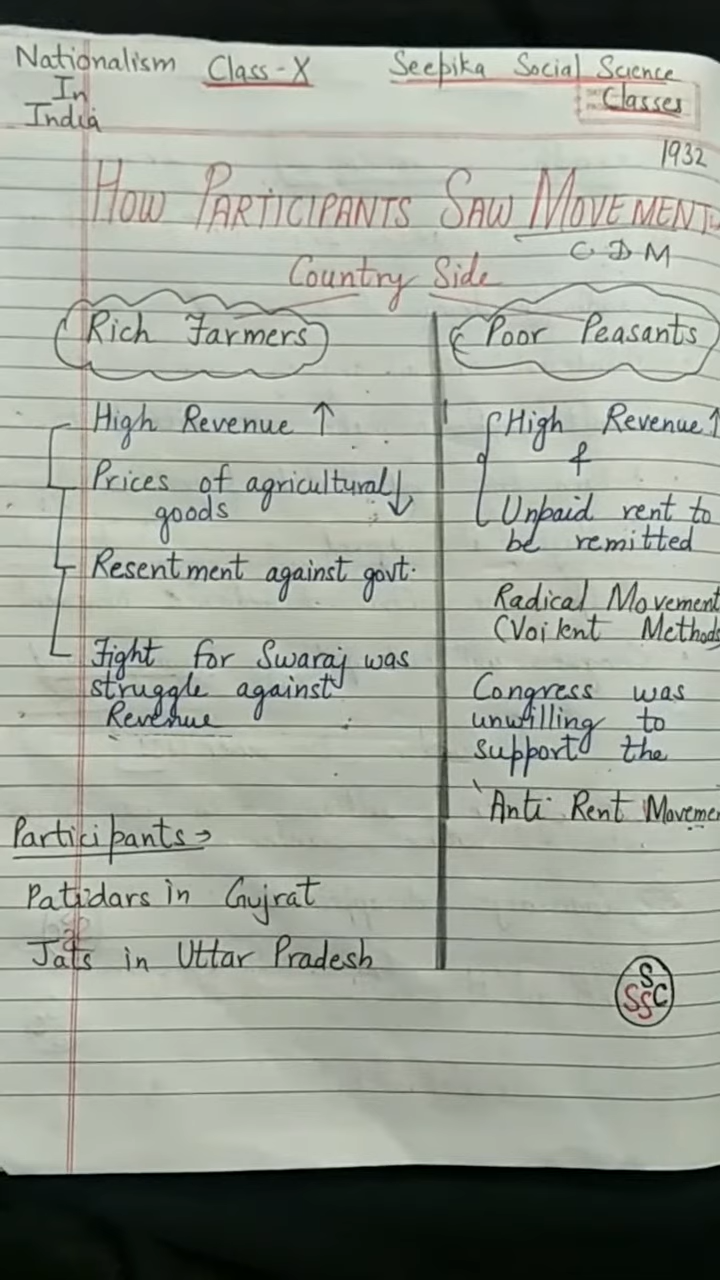 Nationalism Class-X Seepika Social Science
In
India
Classes
1932
HOW PARTICIPANTS SAW MOVEMENT
C D M
Country Side
Rich Farmers
High Revenue ↑
Prices of agricultural ↓
goods
Resentment against govt.
Fight for Swaraj was
struggle against
Revenue
Participants →
Patidars in Gujrat
Jats in Uttar Pradesh
Poor Peasants
High Revenue ↑
&
Unpaid rent to
be remitted
Radical Movement
(Voilent Methods
Congress was
unwilling to
support the
'Anti Rent Moveme
S
SSC